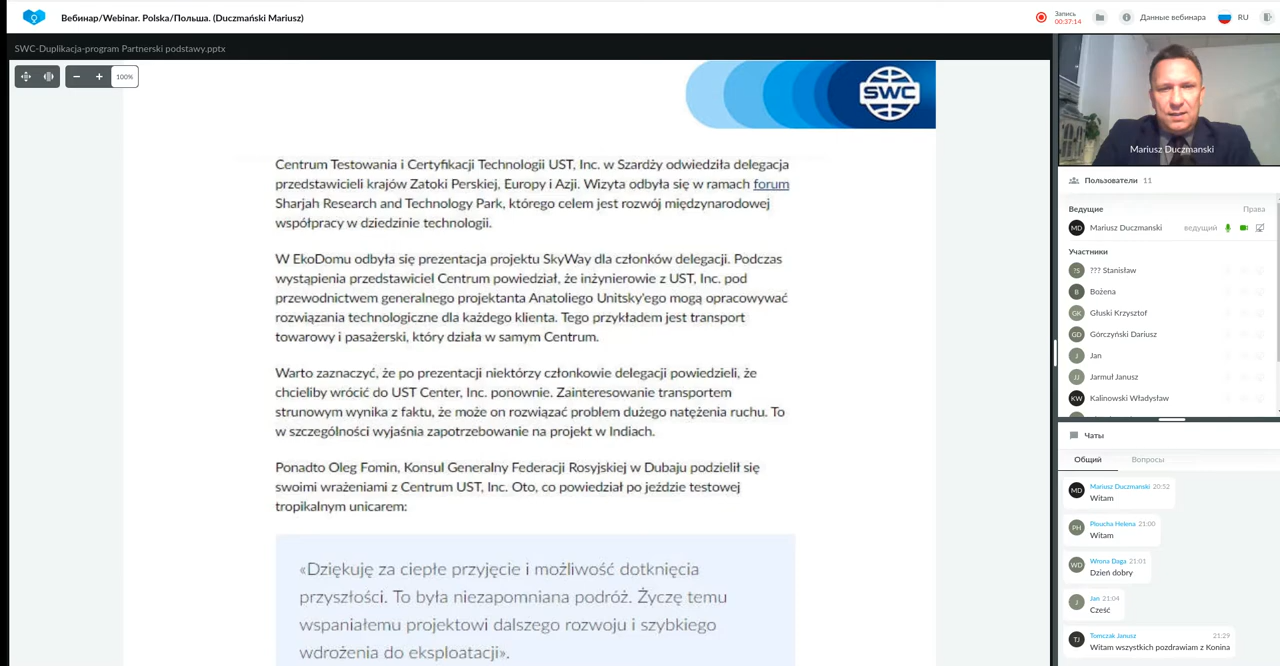 Вебинар/Webinar. Polska/Польша. (Duczmański Mariusz)
Запись
00:37:14
Данные вебинара
RU
SWC-Duplikacja-program Partnerski podstawy.pptx
100%
SWC
Centrum Testowania i Certyfikacji Technologii UST, Inc. w Szardży odwiedziła delegacja
przedstawicieli krajów Zatoki Perskiej, Europy i Azji. Wizyta odbyła się w ramach forum
Sharjah Research and Technology Park, którego celem jest rozwój międzynarodowej
współpracy w dziedzinie technologii.
W EkoDomu odbyła się prezentacja projektu SkyWay dla członków delegacji. Podczas
wystąpienia przedstawiciel Centrum powiedział, że inżynierowie z UST, Inc. pod
przewodnictwem generalnego projektanta Anatoliego Unitsky'ego mogą opracowywać
rozwiązania technologiczne dla każdego klienta. Tego przykładem jest transport
towarowy i pasażerski, który działa w samym Centrum.
Warto zaznaczyć, że po prezentacji niektórzy członkowie delegacji powiedzieli, że
chcieliby wrócić do UST Center, Inc. ponownie. Zainteresowanie transportem
strunowym wynika z faktu, że może on rozwiązać problem dużego natężenia ruchu. To
w szczególności wyjaśnia zapotrzebowanie na projekt w Indiach.
Ponadto Oleg Fomin, Konsul Generalny Federacji Rosyjskiej w Dubaju podzielił się
swoimi wrażeniami z Centrum UST, Inc. Oto, co powiedział po jeździe testowej
tropikalnym unicarem:
«Dziękuję za ciepłe przyjęcie i możliwość dotknięcia
przyszłości. To była niezapomniana podróż. Życzę temu
wspaniałemu projektowi dalszego rozwoju i szybkiego
wdrożenia do eksploatacji».
Mariusz Duczmanski
Пользователи 11
Ведущие Права
MD Mariusz Duczmanski ведущий
Участники
?S ??? Stanisław
B Bożena
GK Głuski Krzysztof
GD Górczyński Dariusz
J Jan
JJ Jarmuł Janusz
KW Kalinowski Władysław
Чаты
Общий Вопросы
MD Mariusz Duczmanski 20:52
Witam
PH Ploucha Helena 21:00
Witam
WD Wrona Daga 21:01
Dzień dobry
J Jan 21:04
Cześć
TJ Tomczak Janusz 21:29
Witam wszystkich pozdrawiam z Konina